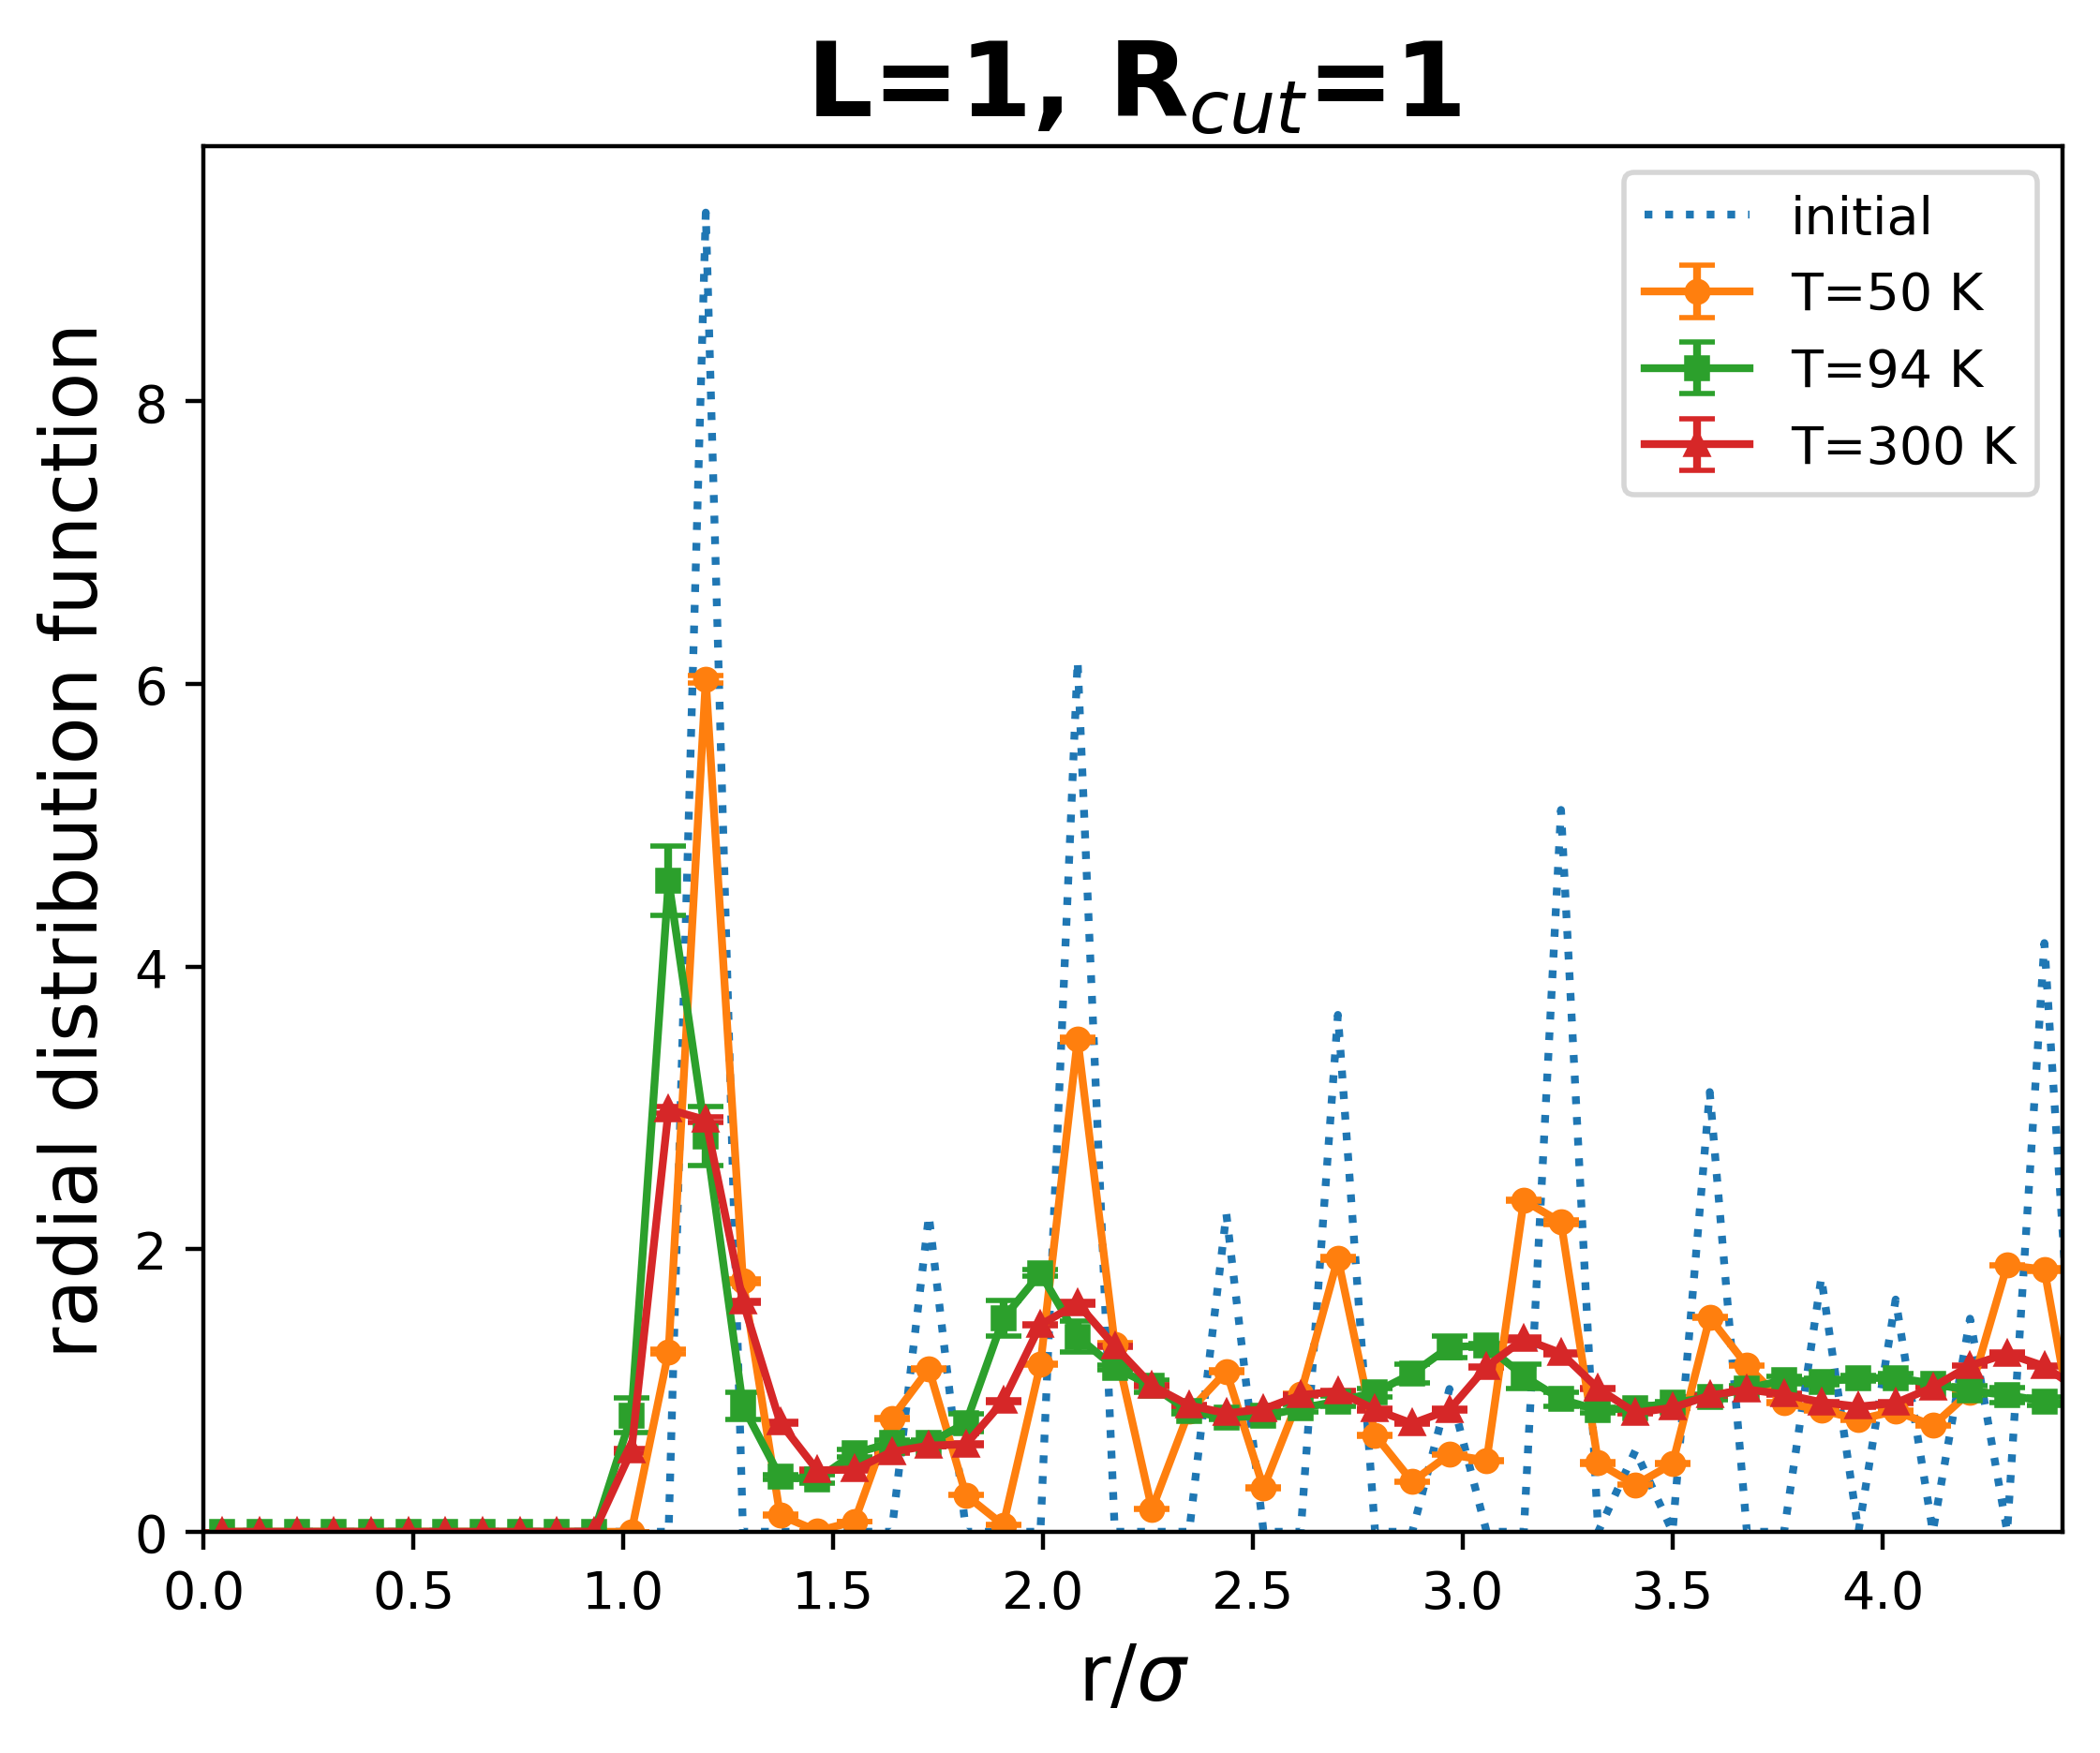 L=1, R_cut=1
initial
T=50 K
T=94 K
T=300 K
radial distribution function
8
6
4
2
0
0.0 0.5 1.0 1.5 2.0 2.5 3.0 3.5 4.0
r/σ